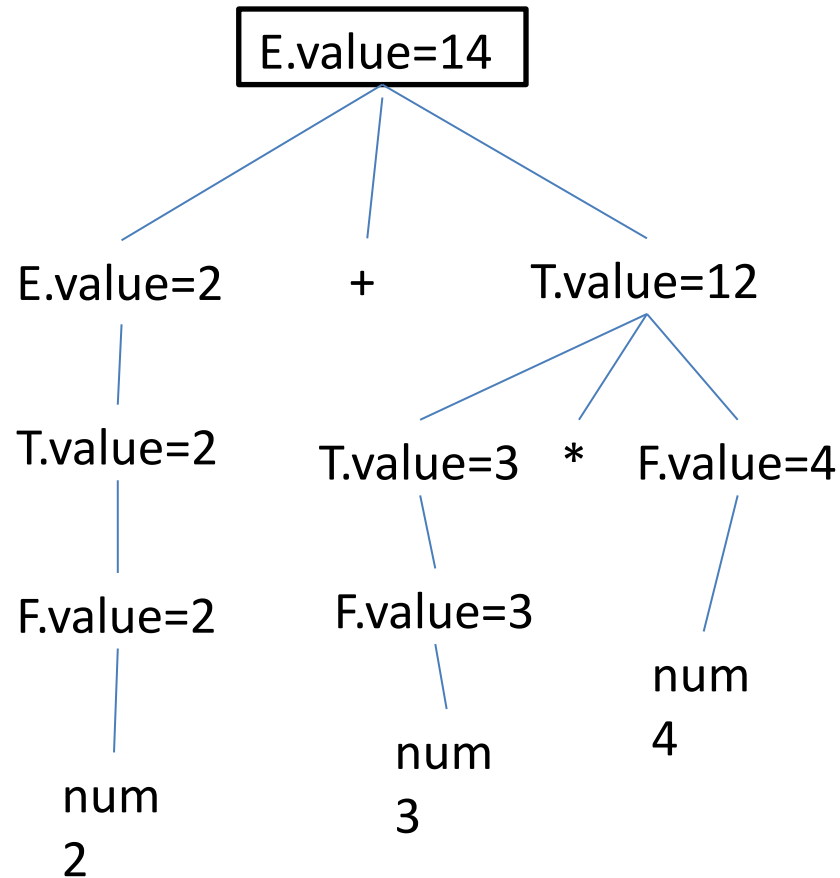 E.value=14
E.value=2 + T.value=12
T.value=2 T.value=3 * F.value=4
F.value=2 F.value=3
num
4
num
3
num
2